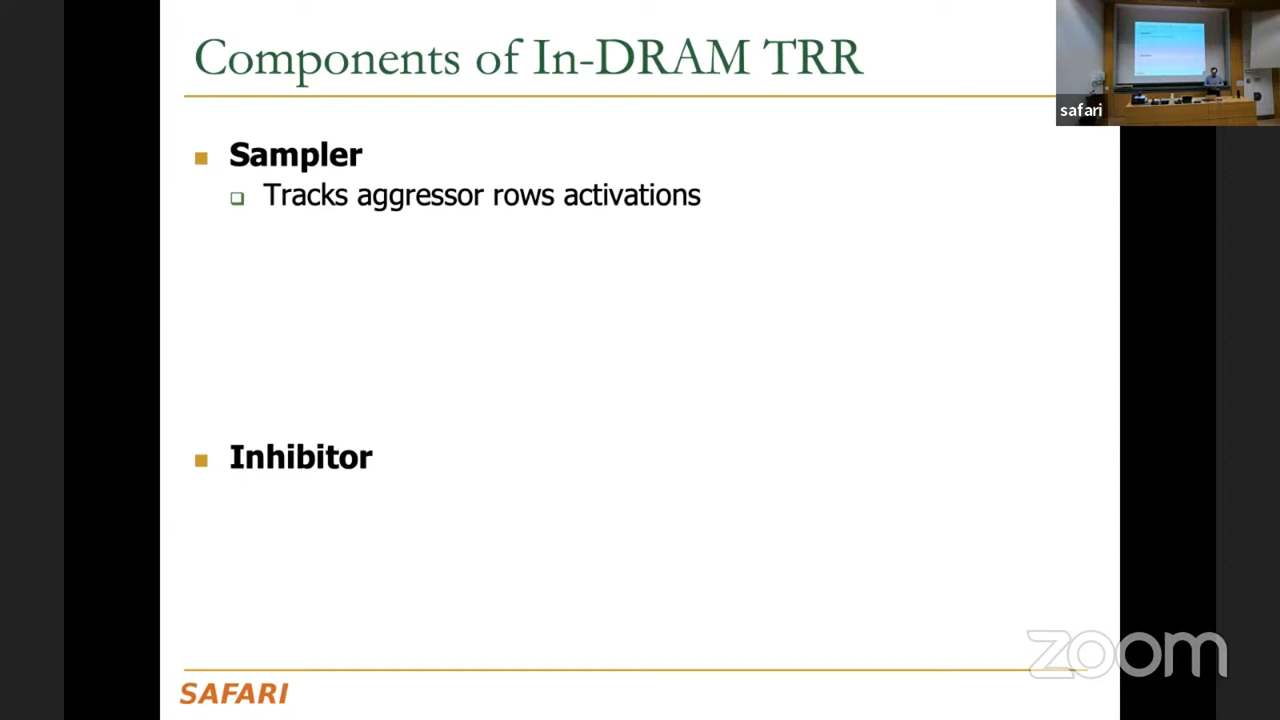 Components of In-DRAM TRR
safari
Sampler
Tracks aggressor rows activations
Inhibitor
zoom
SAFARI